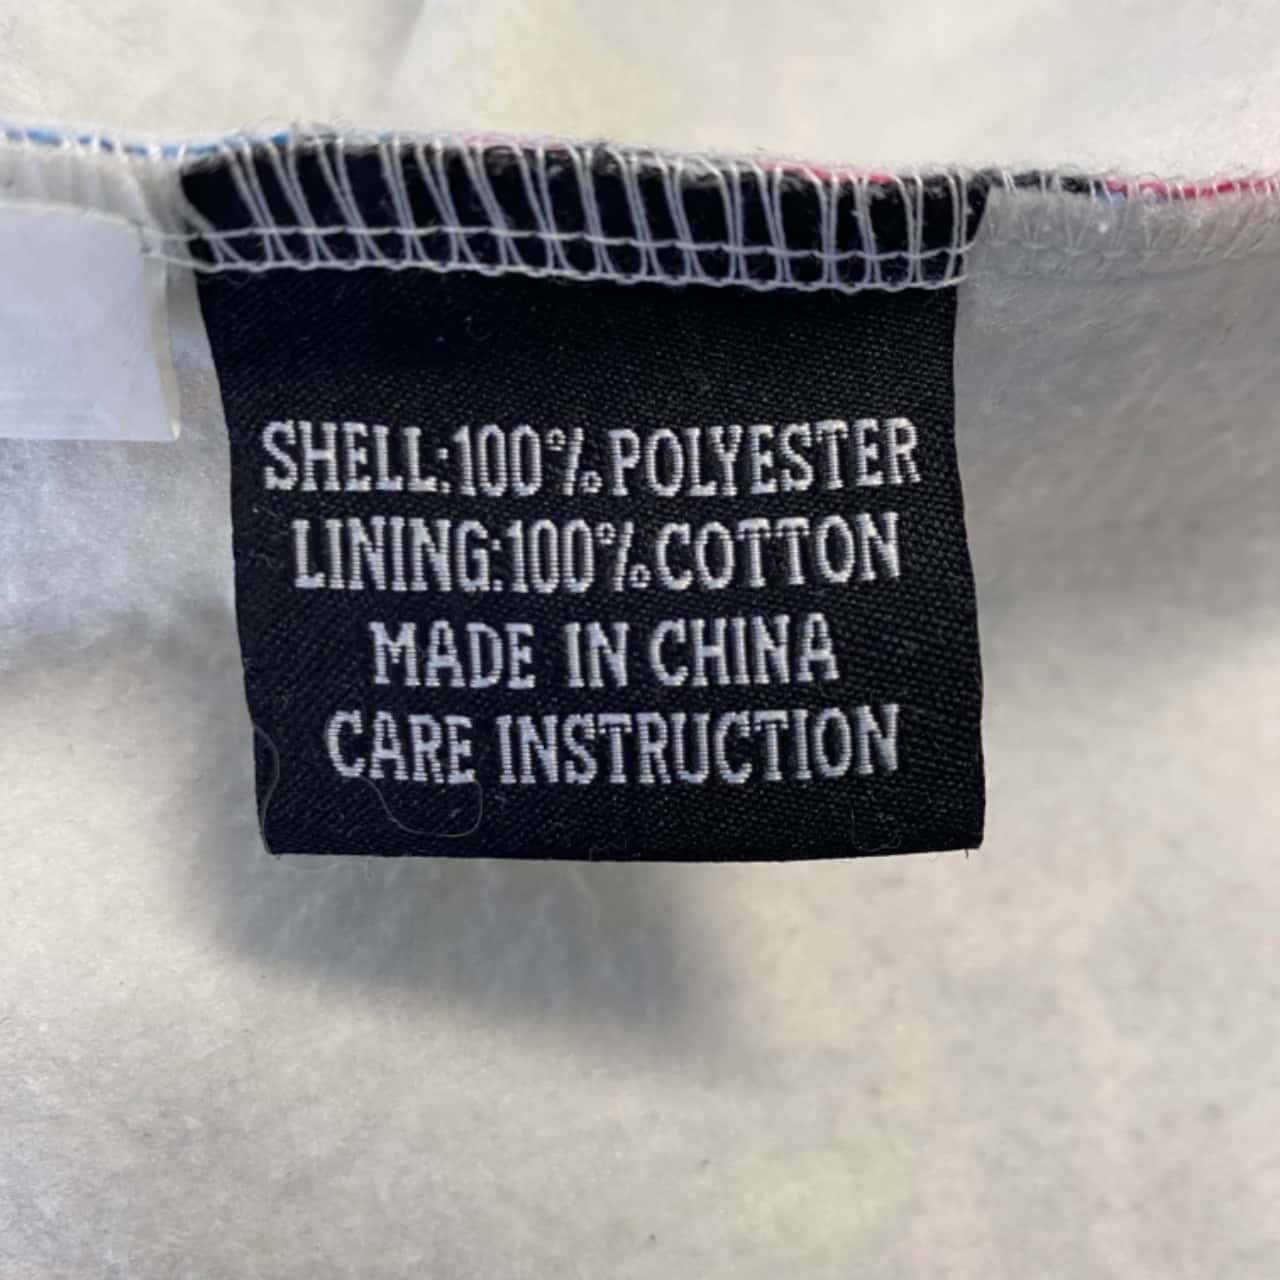 SHELL:100%POLYESTER
LINING:100%COTTON
MADE IN CHINA
CARE INSTRUCTION